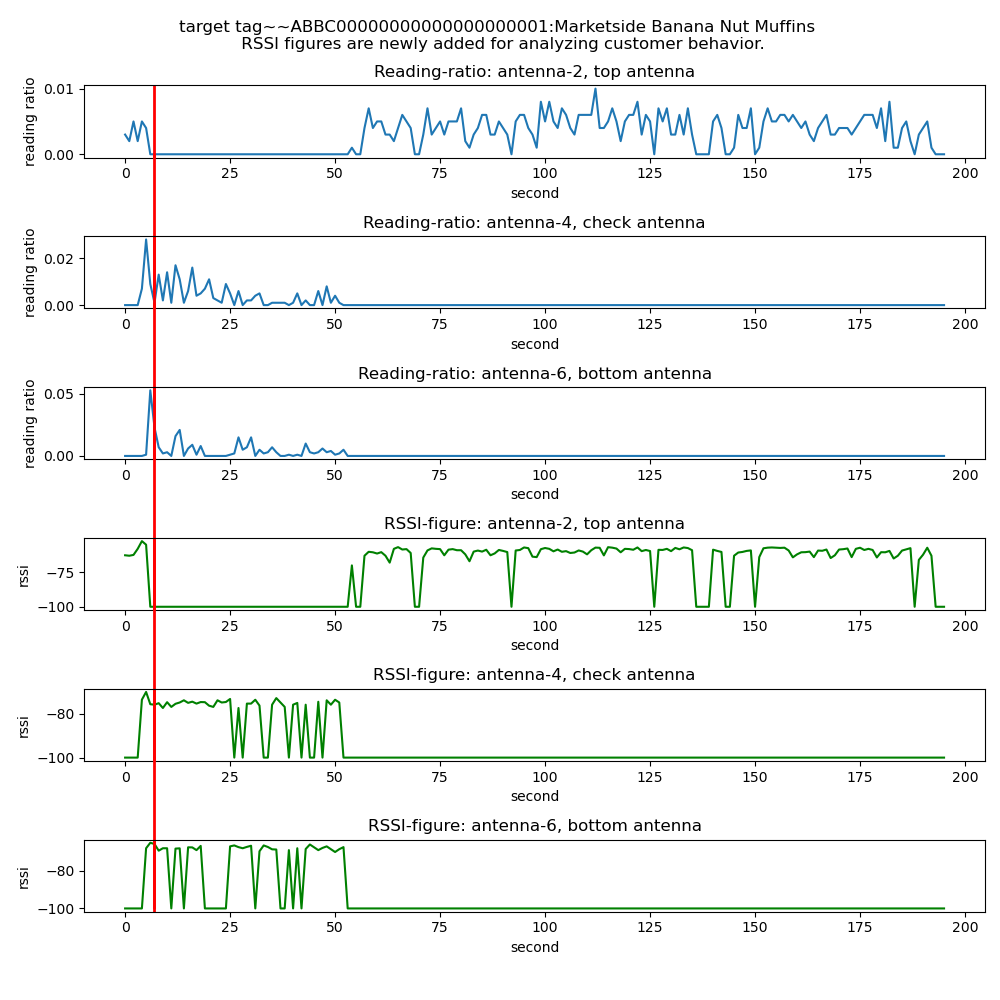 target tag~~ABBC00000000000000000001:Marketside Banana Nut Muffins
RSSI figures are newly added for analyzing customer behavior.
Reading-ratio: antenna-2, top antenna
reading ratio
0.01
0.00
0 25 50 75 100 125 150 175 200
second
Reading-ratio: antenna-4, check antenna
reading ratio
0.02
0.00
0 25 50 75 100 125 150 175 200
second
Reading-ratio: antenna-6, bottom antenna
reading ratio
0.05
0.00
0 25 50 75 100 125 150 175 200
second
RSSI-figure: antenna-2, top antenna
rssi
−75
−100
0 25 50 75 100 125 150 175 200
second
RSSI-figure: antenna-4, check antenna
rssi
−80
−100
0 25 50 75 100 125 150 175 200
second
RSSI-figure: antenna-6, bottom antenna
rssi
−80
−100
0 25 50 75 100 125 150 175 200
second